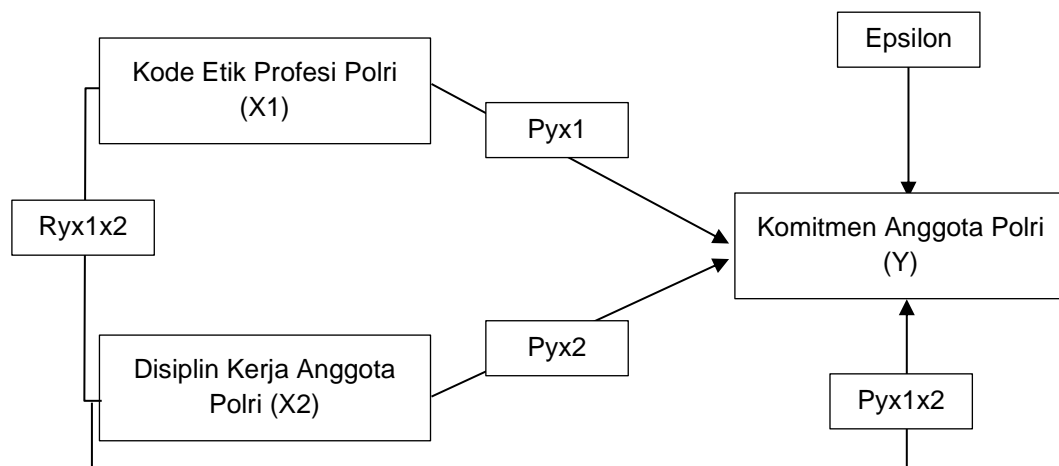 Epsilon
Kode Etik Profesi Polri
(X1)
Pyx1
Ryx1x2
Komitmen Anggota Polri
(Y)
Pyx2
Disiplin Kerja Anggota
Polri (X2)
Pyx1x2